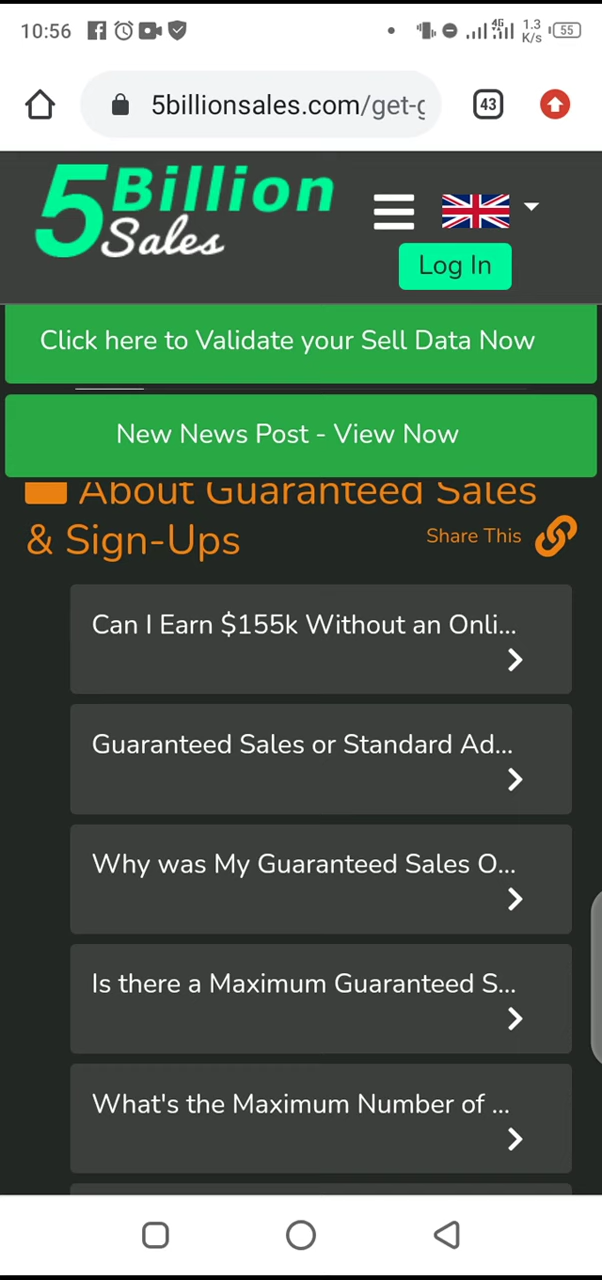 10:56
4G
1.3
K/s
55
5billionsales.com/get-g
43
5 Billion
Sales
Log In
Click here to Validate your Sell Data Now
New News Post - View Now
About Guaranteed Sales
& Sign-Ups
Share This
Can I Earn $155k Without an Onli...
Guaranteed Sales or Standard Ad...
Why was My Guaranteed Sales O...
Is there a Maximum Guaranteed S...
What's the Maximum Number of ...